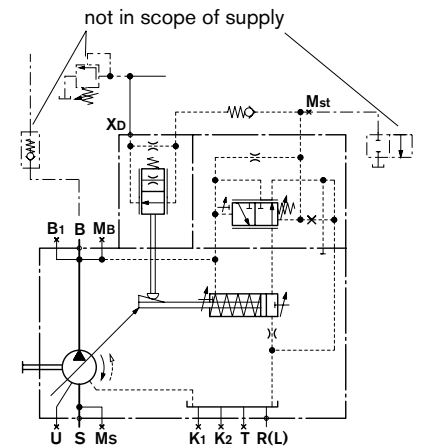 not in scope of supply
XD
Mst
B1 B MB
U S MS
K1 K2 T R(L)